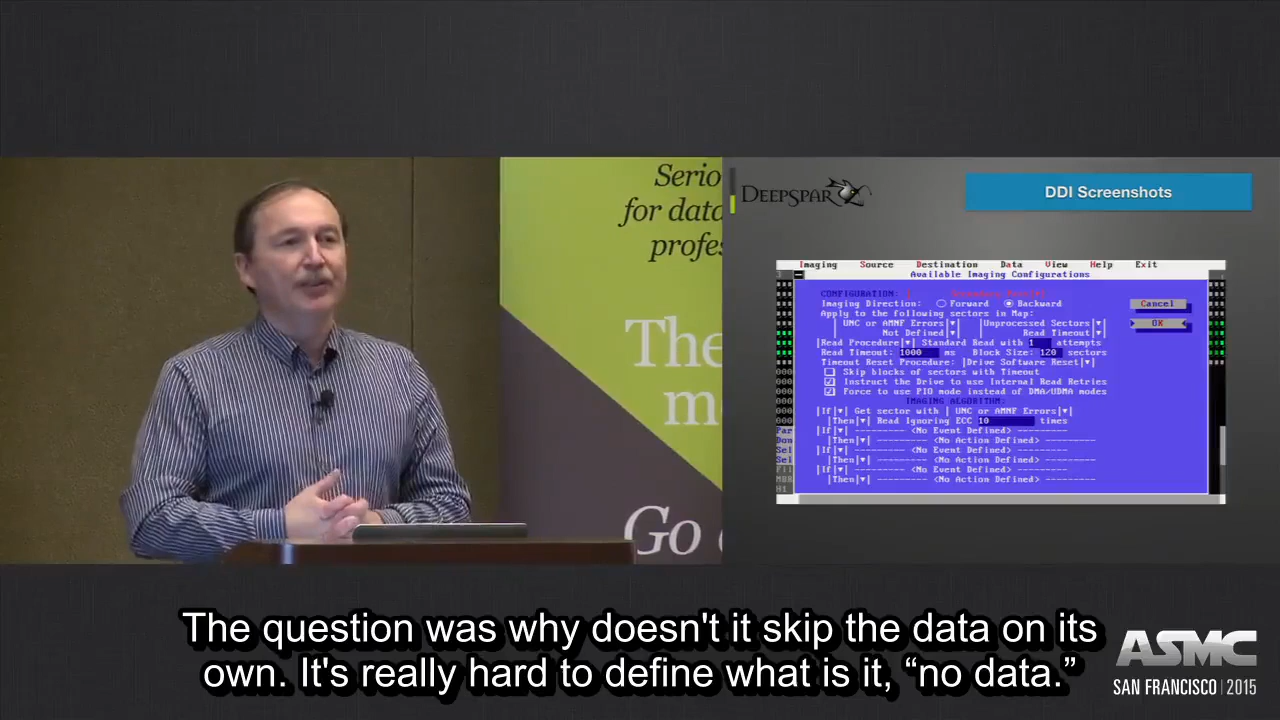 Serio
for data
profes
The
m
Go
DEEPSPAR
DDI Screenshots
Imaging Source Destination Data View Help Exit
Available Imaging Configurations
CONFIGURATION:
Imaging Direction: Forward Backward
Cancel
Apply to the following sectors in Map:
UNC or AMNF Errors Unprocessed Sectors
OK
Not Defined Read Timeout
Read Procedure Standard Read with 1 attempts
Read Timeout: 1000 ms Block Size: 120 sectors
Timeout Reset Procedure: Drive Software Reset
Skip blocks of sectors with Timeout
Instruct the Drive to use Internal Read Retries
Force to use PIO mode instead of DMA/UDMA modes
IMAGING ALGORITHM:
If Get sector with UNC or AMNF Errors
Then Read Ignoring ECC 10 times
If --------- <No Event Defined> ---------
Then --------- <No Action Defined> ---------
If --------- <No Event Defined> ---------
Then --------- <No Action Defined> ---------
If --------- <No Event Defined> ---------
Then --------- <No Action Defined> ---------
The question was why doesn't it skip the data on its
own. It's really hard to define what is it, “no data.”
ASMC
SAN FRANCISCO | 2015